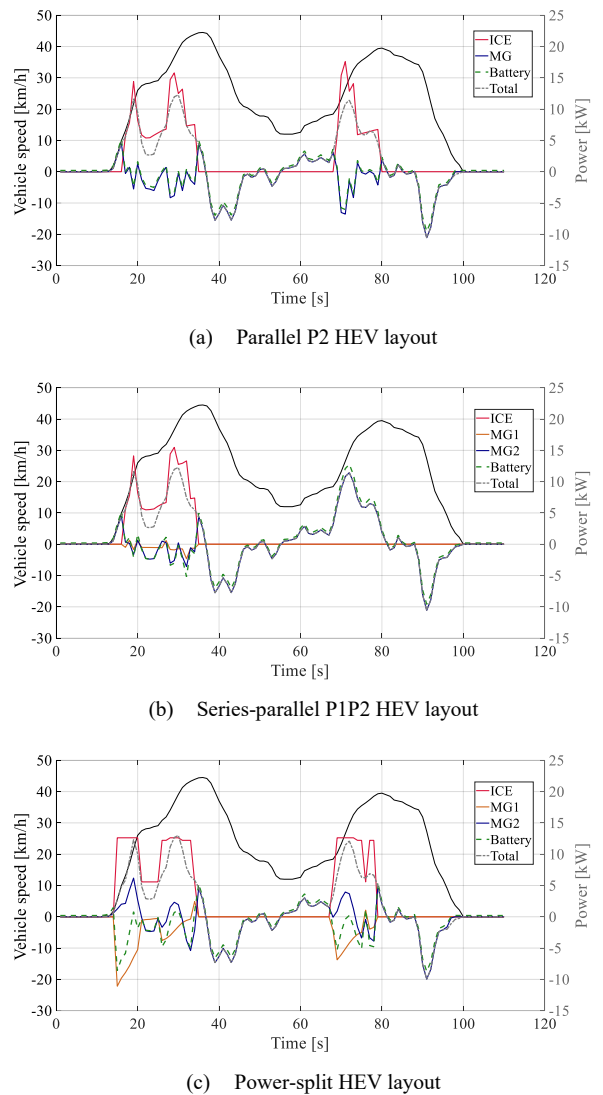 50
40
30
20
10
0
-10
-20
-30
Vehicle speed [km/h]
0
20
40
60
80
100
120
Time [s]
25
20
15
10
5
0
-5
-10
-15
Power [kW]
ICE
MG
Battery
Total
(a) Parallel P2 HEV layout
50
40
30
20
10
0
-10
-20
-30
Vehicle speed [km/h]
0
20
40
60
80
100
120
Time [s]
25
20
15
10
5
0
-5
-10
-15
Power [kW]
ICE
MG1
MG2
Battery
Total
(b) Series-parallel P1P2 HEV layout
50
40
30
20
10
0
-10
-20
-30
Vehicle speed [km/h]
0
20
40
60
80
100
120
Time [s]
25
20
15
10
5
0
-5
-10
-15
Power [kW]
ICE
MG1
MG2
Battery
Total
(c) Power-split HEV layout